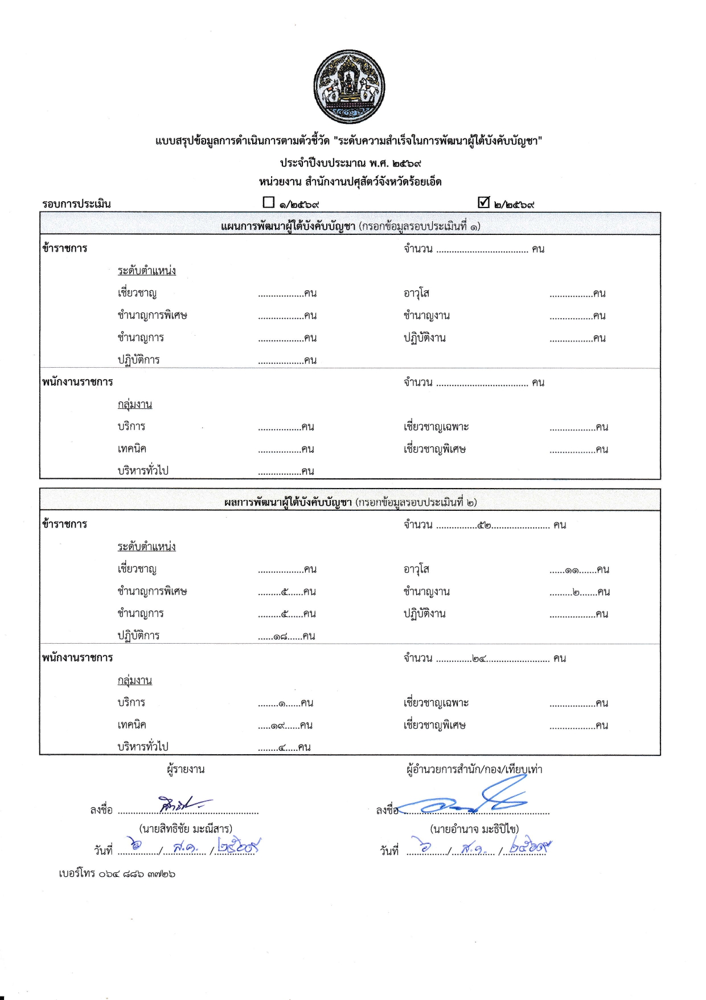 แบบสรุปข้อมูลการดำเนินการตามตัวชี้วัด "ระดับความสำเร็จในการพัฒนาผู้ใต้บังคับบัญชา"
ประจำปีงบประมาณ พ.ศ. ๒๕๖๙
หน่วยงาน สำนักงานปศุสัตว์จังหวัดร้อยเอ็ด
รอบการประเมิน ☐ ๑/๒๕๖๙ ☑ ๒/๒๕๖๙
แผนการพัฒนาผู้ใต้บังคับบัญชา (กรอกข้อมูลรอบประเมินที่ ๑)
ข้าราชการ จำนวน .................................... คน
ระดับตำแหน่ง
เชี่ยวชาญ ..................คน อาวุโส .................คน
ชำนาญการพิเศษ ..................คน ชำนาญงาน .................คน
ชำนาญการ ..................คน ปฏิบัติงาน .................คน
ปฏิบัติการ ..................คน
พนักงานราชการ จำนวน .................................... คน
กลุ่มงาน
บริการ .................คน เชี่ยวชาญเฉพาะ ..................คน
เทคนิค .................คน เชี่ยวชาญพิเศษ ..................คน
บริหารทั่วไป .................คน
ผลการพัฒนาผู้ใต้บังคับบัญชา (กรอกข้อมูลรอบประเมินที่ ๒)
ข้าราชการ จำนวน ................๕๒....................... คน
ระดับตำแหน่ง
เชี่ยวชาญ ..................คน อาวุโส ......๑๑.......คน
ชำนาญการพิเศษ .........๕......คน ชำนาญงาน .........๒.......คน
ชำนาญการ .........๕......คน ปฏิบัติงาน ..................คน
ปฏิบัติการ ......๑๘......คน
พนักงานราชการ จำนวน ..............๒๔......................... คน
กลุ่มงาน
บริการ ........๑......คน เชี่ยวชาญเฉพาะ ..................คน
เทคนิค .....๑๙......คน เชี่ยวชาญพิเศษ ..................คน
บริหารทั่วไป ........๔.....คน
ผู้รายงาน ผู้อำนวยการสำนัก/กอง/เทียบเท่า
ลงชื่อ ....................................................... ลงชื่อ .........................................................
(นายสิทธิชัย มะณีสาร) (นายอำนาจ มะธิปิไข)
วันที่ ๖ / ส.ค. / ๒๕๖๙ วันที่ ๖ / ส.ค. / ๒๕๖๙
เบอร์โทร ๐๖๔ ๘๘๖ ๓๗๒๖